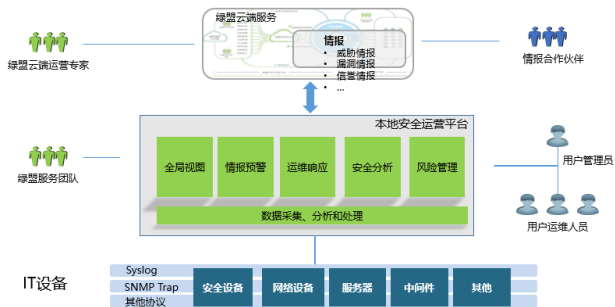 绿盟云端服务
情报
• 威胁情报
• 漏洞情报
• 信誉情报
• ...
绿盟云端运营专家
情报合作伙伴
本地安全运营平台
全局视图
情报预警
运维响应
安全分析
风险管理
数据采集、分析和处理
绿盟服务团队
用户管理员
用户运维人员
IT设备
Syslog
SNMP Trap
其他协议
安全设备
网络设备
服务器
中间件
其他